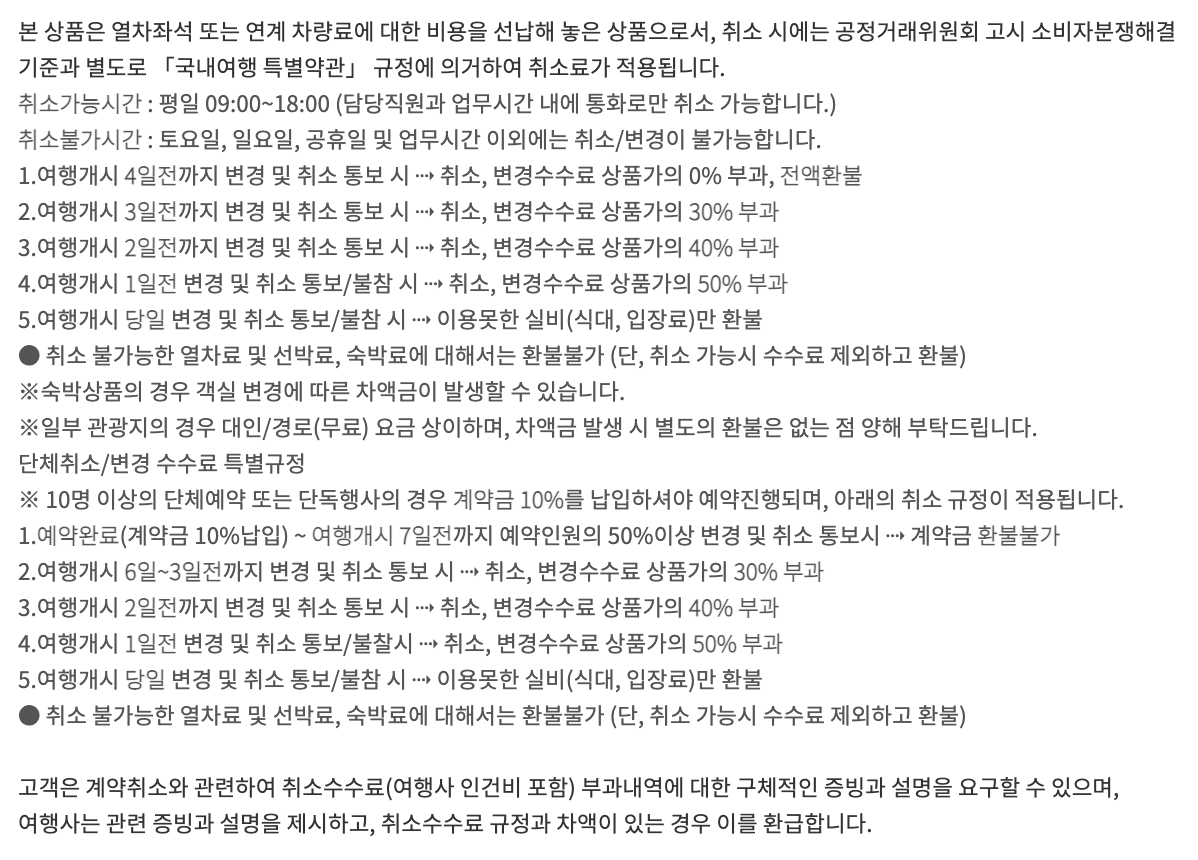 본 상품은 열차좌석 또는 연계 차량료에 대한 비용을 선납해 놓은 상품으로서, 취소 시에는 공정거래위원회 고시 소비자분쟁해결
기준과 별도로 「국내여행 특별약관」 규정에 의거하여 취소료가 적용됩니다.
취소가능시간 : 평일 09:00~18:00 (담당직원과 업무시간 내에 통화로만 취소 가능합니다.)
취소불가시간 : 토요일, 일요일, 공휴일 및 업무시간 이외에는 취소/변경이 불가능합니다.
1.여행개시 4일전까지 변경 및 취소 통보 시 ⇢ 취소, 변경수수료 상품가의 0% 부과, 전액환불
2.여행개시 3일전까지 변경 및 취소 통보 시 ⇢ 취소, 변경수수료 상품가의 30% 부과
3.여행개시 2일전까지 변경 및 취소 통보 시 ⇢ 취소, 변경수수료 상품가의 40% 부과
4.여행개시 1일전 변경 및 취소 통보/불참 시 ⇢ 취소, 변경수수료 상품가의 50% 부과
5.여행개시 당일 변경 및 취소 통보/불참 시 ⇢ 이용못한 실비(식대, 입장료)만 환불
● 취소 불가능한 열차료 및 선박료, 숙박료에 대해서는 환불불가 (단, 취소 가능시 수수료 제외하고 환불)
※숙박상품의 경우 객실 변경에 따른 차액금이 발생할 수 있습니다.
※일부 관광지의 경우 대인/경로(무료) 요금 상이하며, 차액금 발생 시 별도의 환불은 없는 점 양해 부탁드립니다.
단체취소/변경 수수료 특별규정
※ 10명 이상의 단체예약 또는 단독행사의 경우 계약금 10%를 납입하셔야 예약진행되며, 아래의 취소 규정이 적용됩니다.
1.예약완료(계약금 10%납입) ~ 여행개시 7일전까지 예약인원의 50%이상 변경 및 취소 통보시 ⇢ 계약금 환불불가
2.여행개시 6일~3일전까지 변경 및 취소 통보 시 ⇢ 취소, 변경수수료 상품가의 30% 부과
3.여행개시 2일전까지 변경 및 취소 통보 시 ⇢ 취소, 변경수수료 상품가의 40% 부과
4.여행개시 1일전 변경 및 취소 통보/불찰시 ⇢ 취소, 변경수수료 상품가의 50% 부과
5.여행개시 당일 변경 및 취소 통보/불참 시 ⇢ 이용못한 실비(식대, 입장료)만 환불
● 취소 불가능한 열차료 및 선박료, 숙박료에 대해서는 환불불가 (단, 취소 가능시 수수료 제외하고 환불)
고객은 계약취소와 관련하여 취소수수료(여행사 인건비 포함) 부과내역에 대한 구체적인 증빙과 설명을 요구할 수 있으며,
여행사는 관련 증빙과 설명을 제시하고, 취소수수료 규정과 차액이 있는 경우 이를 환급합니다.